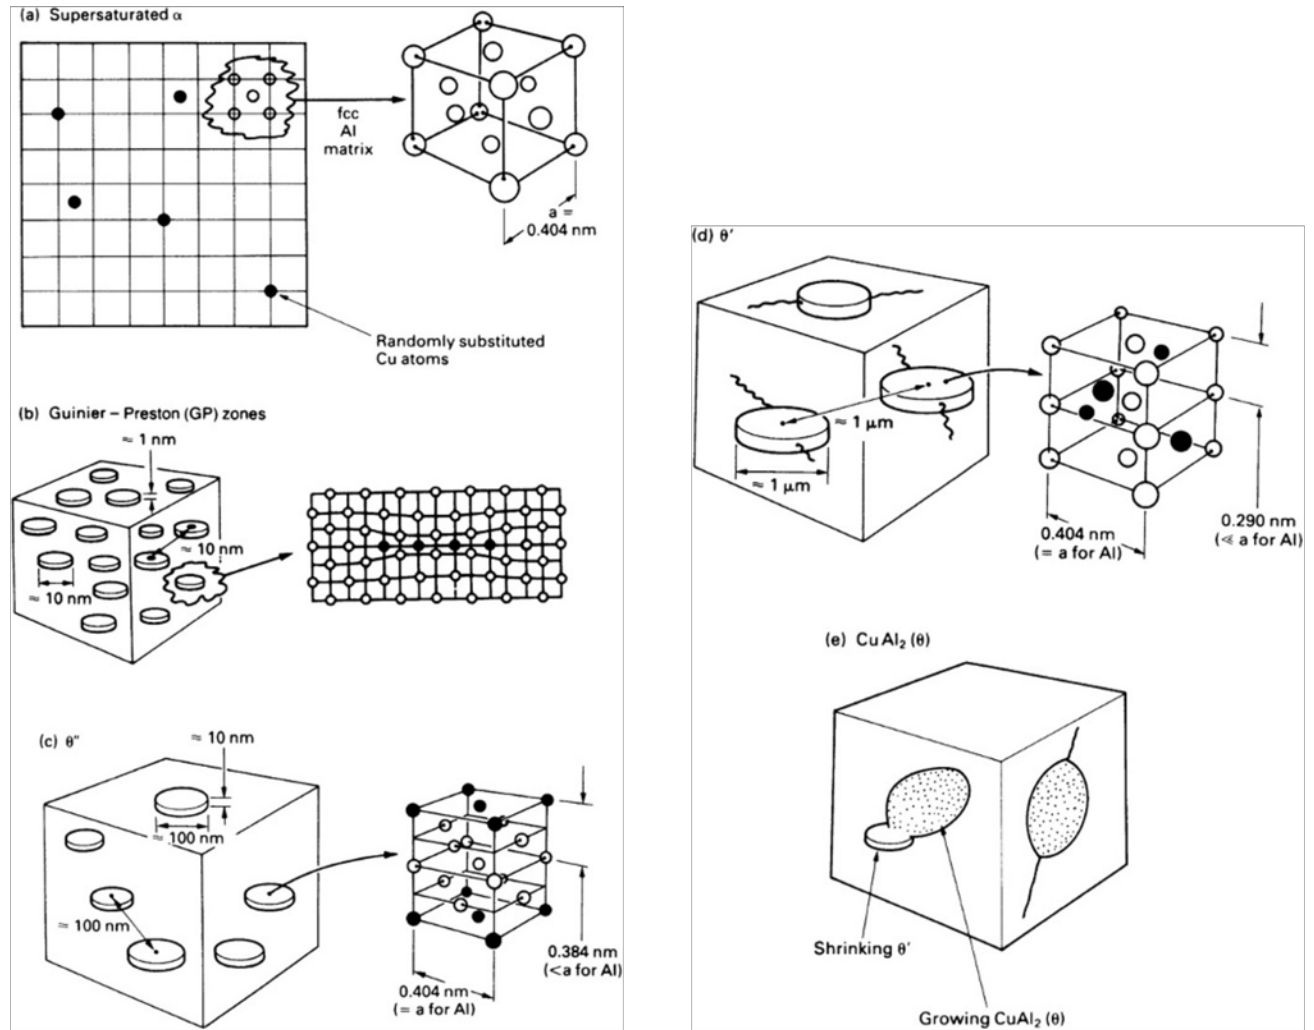 (a) Supersaturated α
fcc
Al
matrix
a =
0.404 nm
Randomly substituted
Cu atoms
(b) Guinier – Preston (GP) zones
≈ 1 nm
≈ 10 nm
≈ 10 nm
(c) θ″
≈ 10 nm
≈ 100 nm
≈ 100 nm
0.384 nm
(<a for Al)
0.404 nm
(= a for Al)
(d) θ′
≈ 1 μm
≈ 1 μm
0.404 nm
(= a for Al)
0.290 nm
(≪ a for Al)
(e) CuAl₂ (θ)
Shrinking θ′
Growing CuAl₂ (θ)